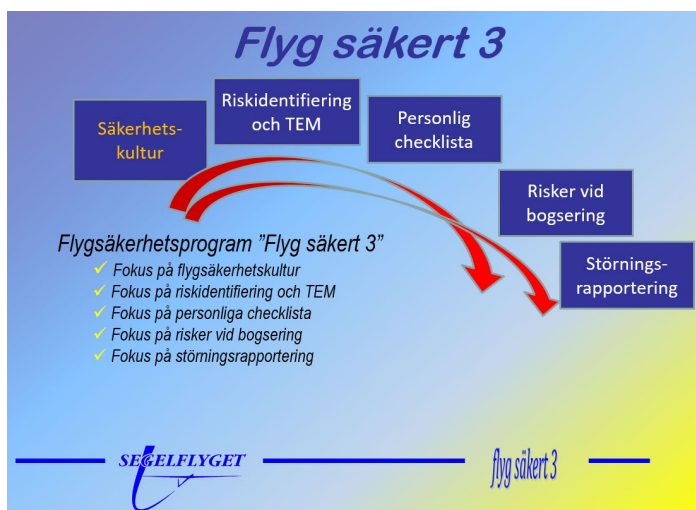 Flyg säkert 3
Säkerhets-
kultur
Riskidentifiering
och TEM
Personlig
checklista
Risker vid
bogsering
Störnings-
rapportering
Flygsäkerhetsprogram ”Flyg säkert 3”
Fokus på flygsäkerhetskultur
Fokus på riskidentifiering och TEM
Fokus på personliga checklista
Fokus på risker vid bogsering
Fokus på störningsrapportering
SEGELFLYGET
flyg säkert 3